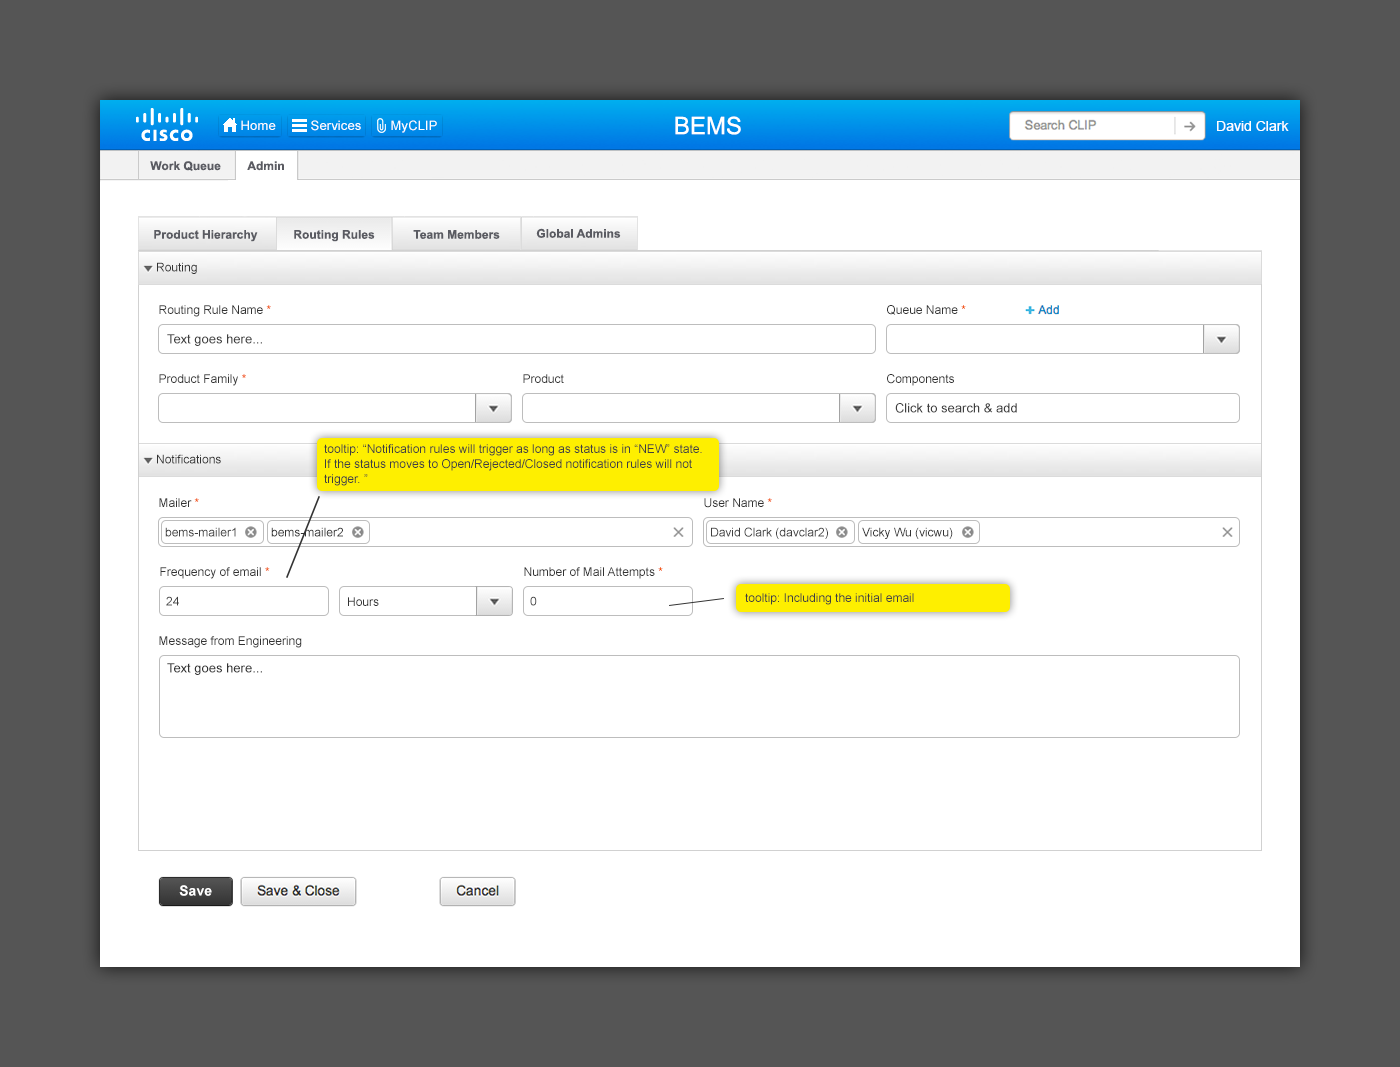 CISCO
Home
Services
MyCLIP
BEMS
Search CLIP
David Clark
Work Queue
Admin
Product Hierarchy
Routing Rules
Team Members
Global Admins
Routing
Routing Rule Name *
Queue Name *
+ Add
Text goes here...
Product Family *
Product
Components
Click to search & add
Notifications
tooltip: “Notification rules will trigger as long as status is in “NEW” state.
If the status moves to Open/Rejected/Closed notification rules will not
trigger. ”
Mailer *
User Name *
bems-mailer1
bems-mailer2
David Clark (davclar2)
Vicky Wu (vicwu)
Frequency of email *
Number of Mail Attempts *
24
Hours
0
tooltip: Including the initial email
Message from Engineering
Text goes here...
Save
Save & Close
Cancel